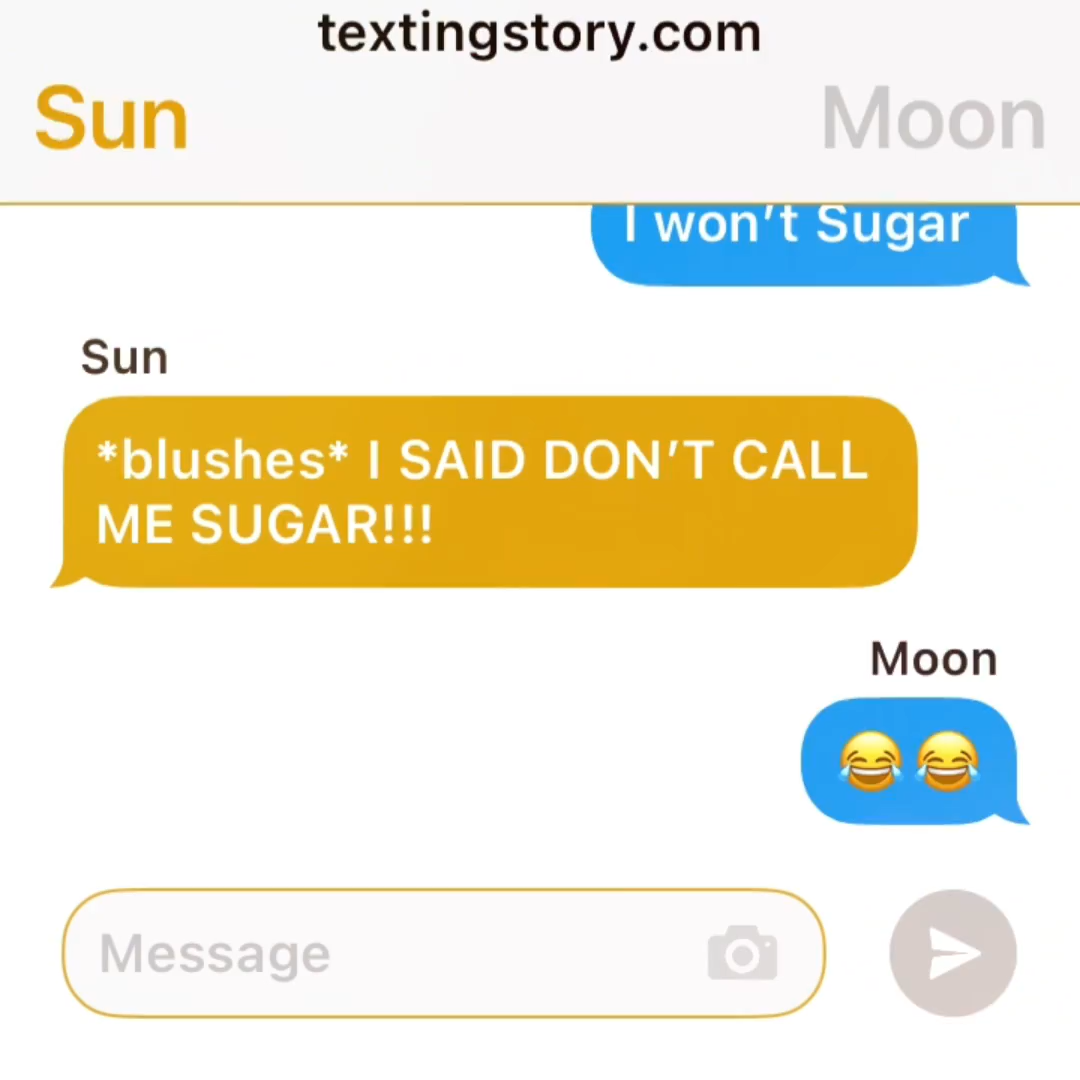 textingstory.com
Sun Moon
I won't Sugar
Sun
*blushes* I SAID DON'T CALL
ME SUGAR!!!
Moon
😂😂
Message